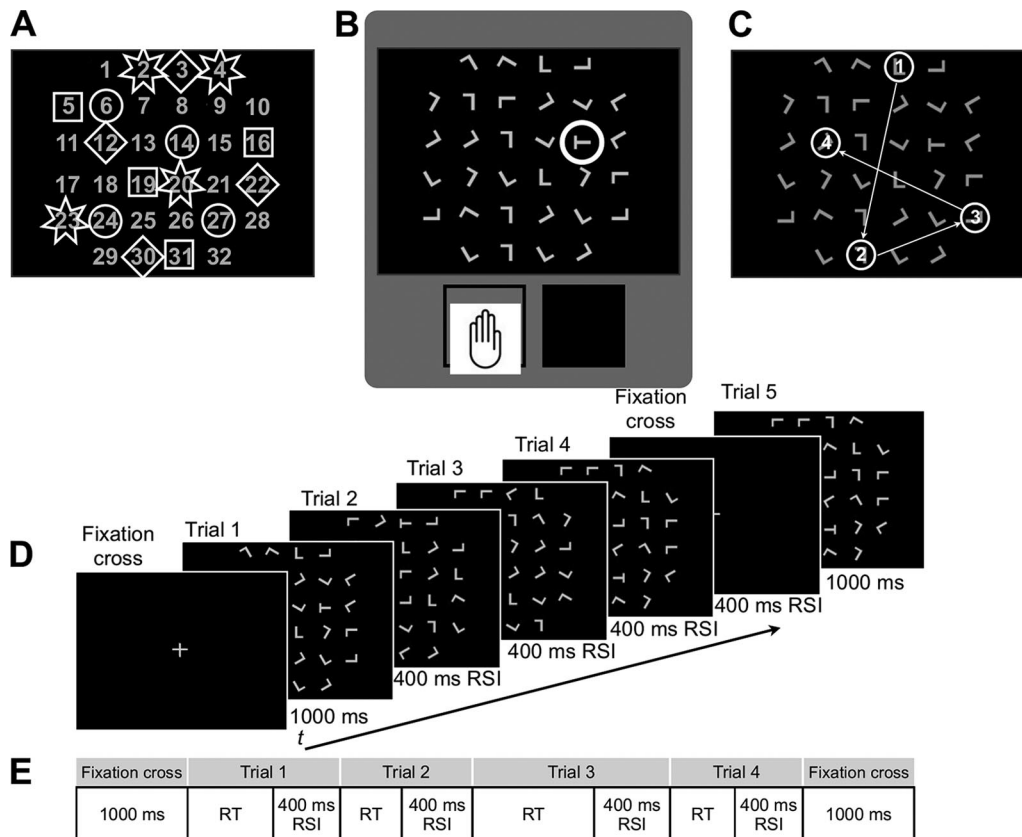 A
B
C
1 2 3 4
5 6 7 8 9 10
11 12 13 14 15 16
17 18 19 20 21 22
23 24 25 26 27 28
29 30 31 32
1
4
3
2
Fixation
cross
Trial 5
Trial 4
Trial 3
Trial 2
Fixation
cross
Trial 1
D
1000 ms
400 ms RSI
400 ms RSI
400 ms RSI
400 ms RSI
1000 ms
t
E
Fixation cross Trial 1 Trial 2 Trial 3 Trial 4 Fixation cross
1000 ms RT 400 ms RSI RT 400 ms RSI RT 400 ms RSI RT 400 ms RSI 1000 ms